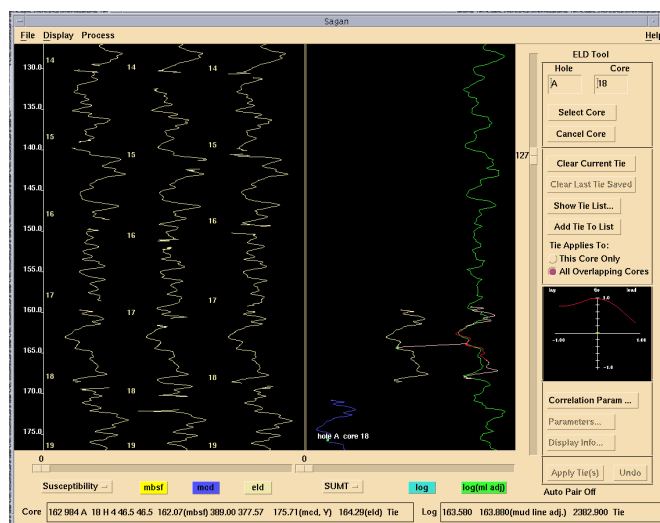 Sagan
File Display Process Help
ELD Tool
Hole Core
A 18
Select Core
Cancel Core
127
Clear Current Tie
Clear Last Tie Saved
Show Tie List...
Add Tie To List
Tie Applies To:
This Core Only
All Overlapping Cores
lag tie lead
1.0
-1.00 1.00
-1.0
Correlation Param ...
Parameters...
Display Info...
Apply Tie(s) Undo
Auto Pair Off
14 14 14
130.0
135.0
15 15 15
140.0
145.0
16 16 16
150.0
155.0
17 17 17
160.0
165.0
18 18 18
170.0
175.0
19 19 19
hole A core 18
0 0
Susceptibility mbsf mcd eld SUMT log log(ml adj)
Core 162 984 A 18 H 4 46.5 46.5 162.07(mbsf) 389.00 377.57 175.71(mcd, Y) 164.29(eld) Tie Log 163.580 163.880(mud line adj.) 2382.900 Tie